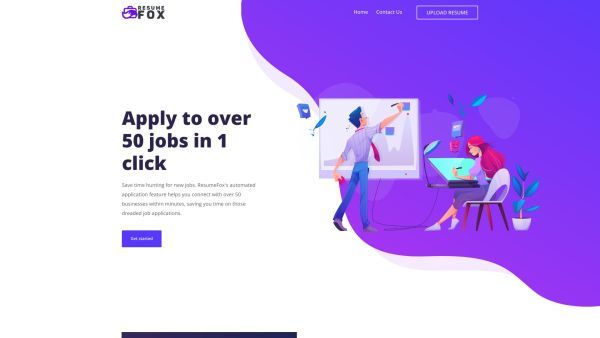 RESUME
FOX
Home
Contact Us
UPLOAD RESUME
Apply to over
50 jobs in 1
click
Save time hunting for new jobs. ResumeFox's automated
application feature helps you connect with over 50
businesses within minutes, saving you time on those
dreaded job applications.
Get started